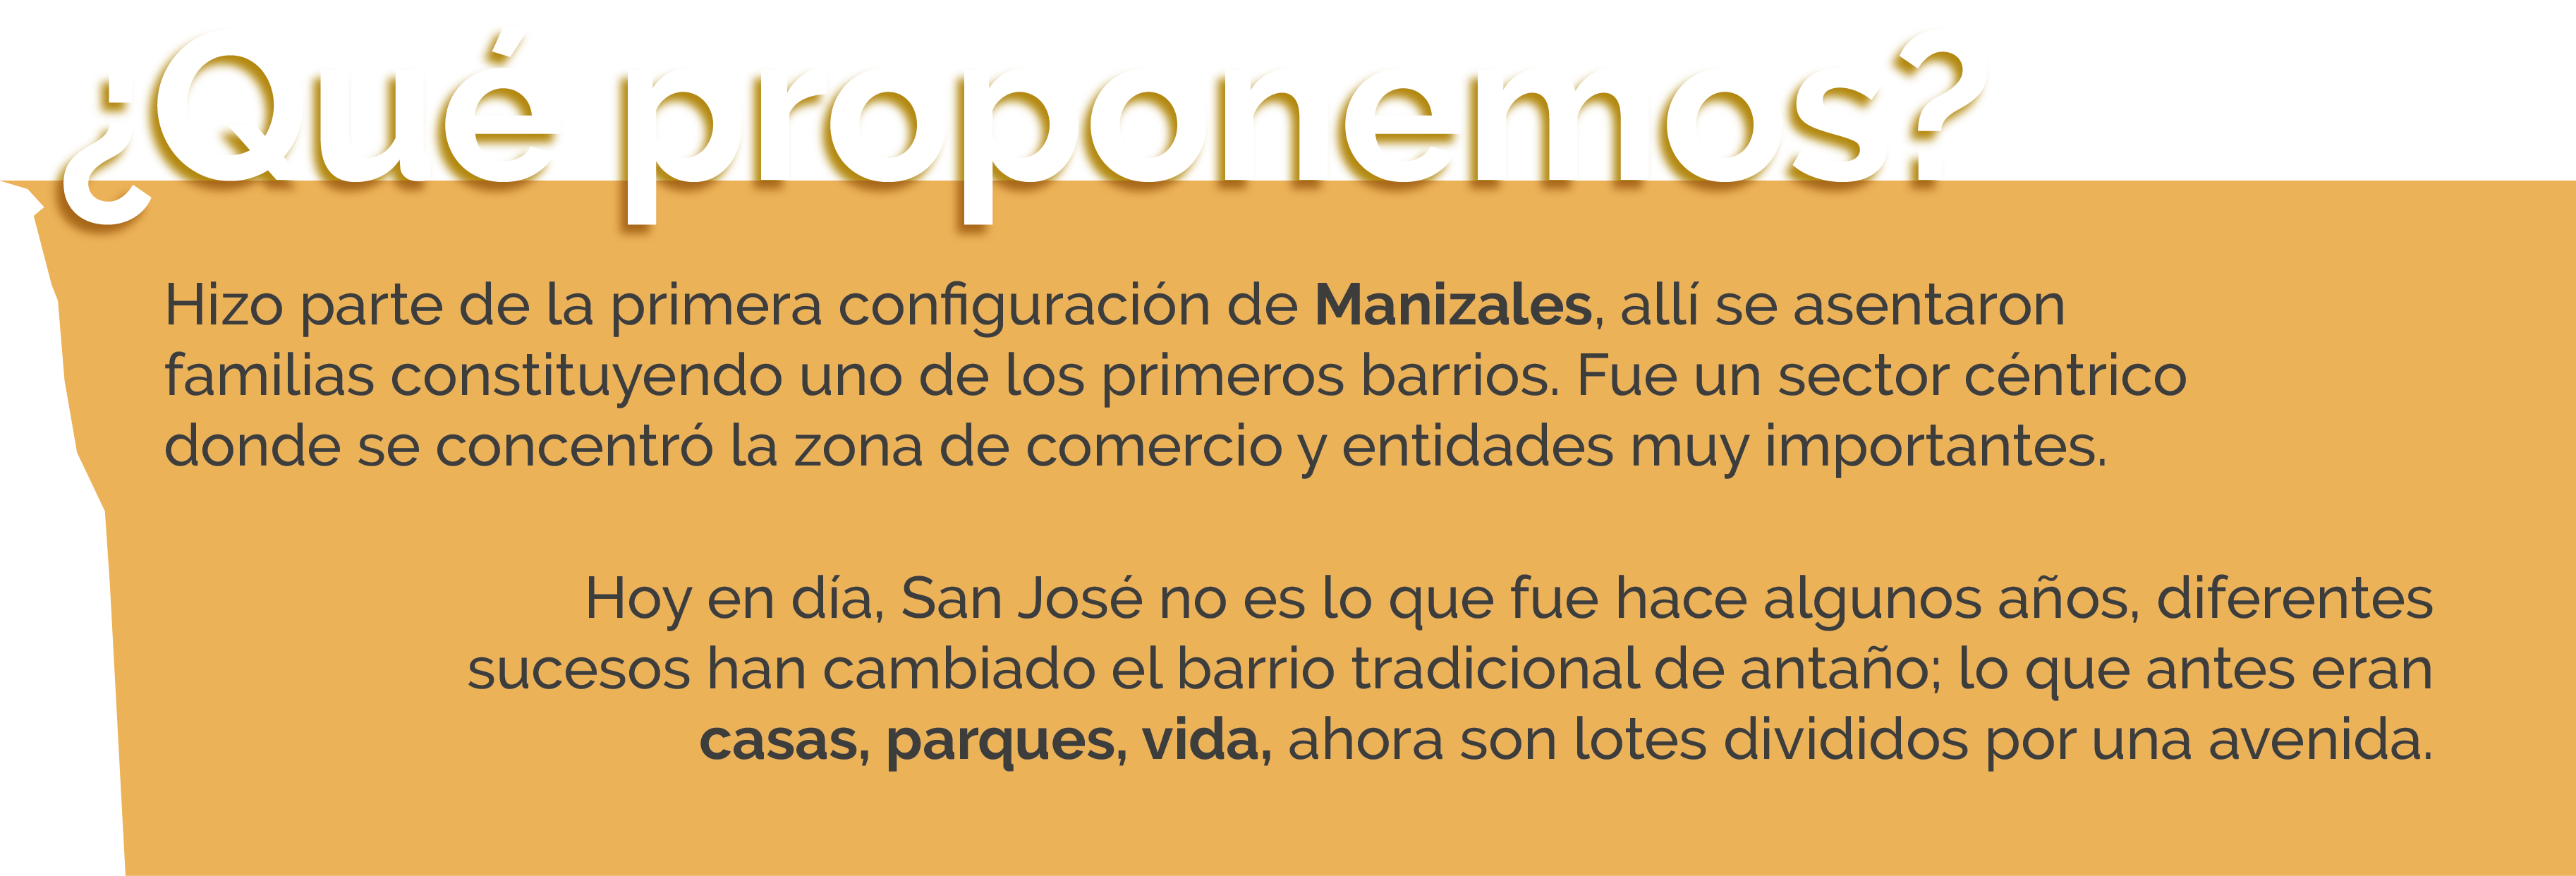 ¿Qué proponemos?
Hizo parte de la primera configuración de Manizales, allí se asentaron
familias constituyendo uno de los primeros barrios. Fue un sector céntrico
donde se concentró la zona de comercio y entidades muy importantes.
Hoy en día, San José no es lo que fue hace algunos años, diferentes
sucesos han cambiado el barrio tradicional de antaño; lo que antes eran
casas, parques, vida, ahora son lotes divididos por una avenida.